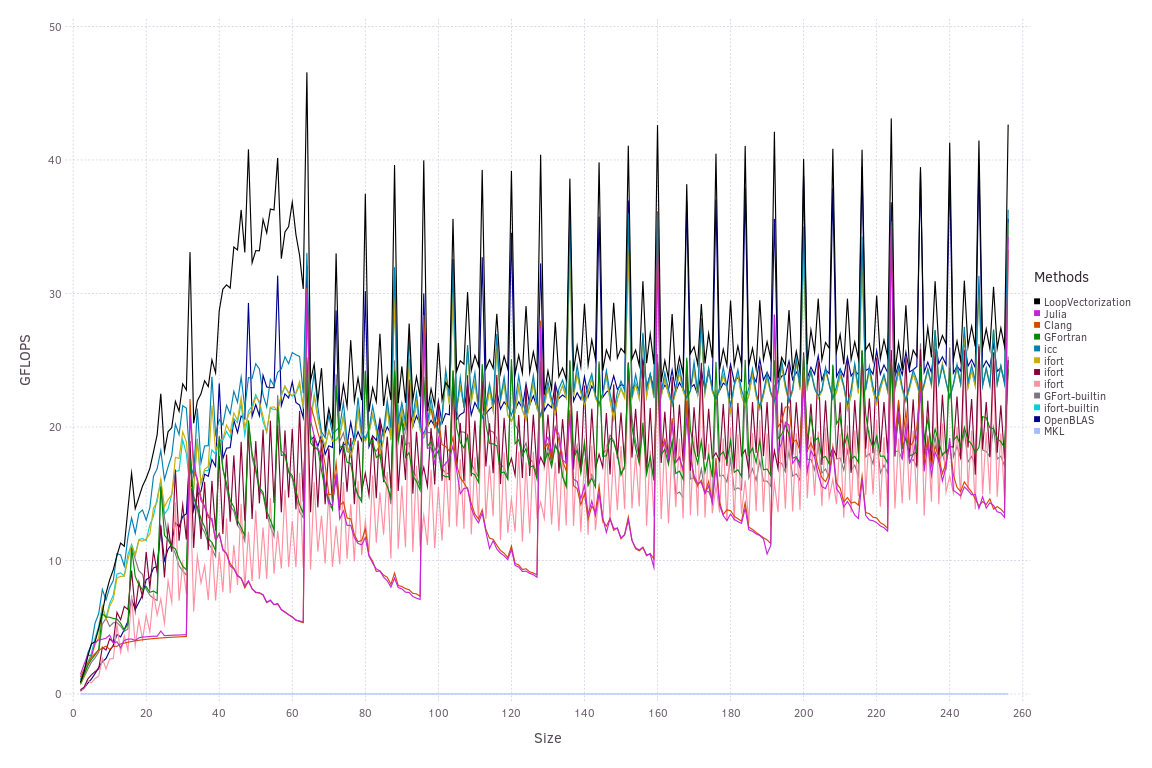 50
40
30
20
10
0
GFLOPS
0 20 40 60 80 100 120 140 160 180 200 220 240 260
Size
Methods
LoopVectorization
Julia
Clang
GFortran
icc
ifort
ifort
ifort
GFort-builtin
ifort-builtin
OpenBLAS
MKL